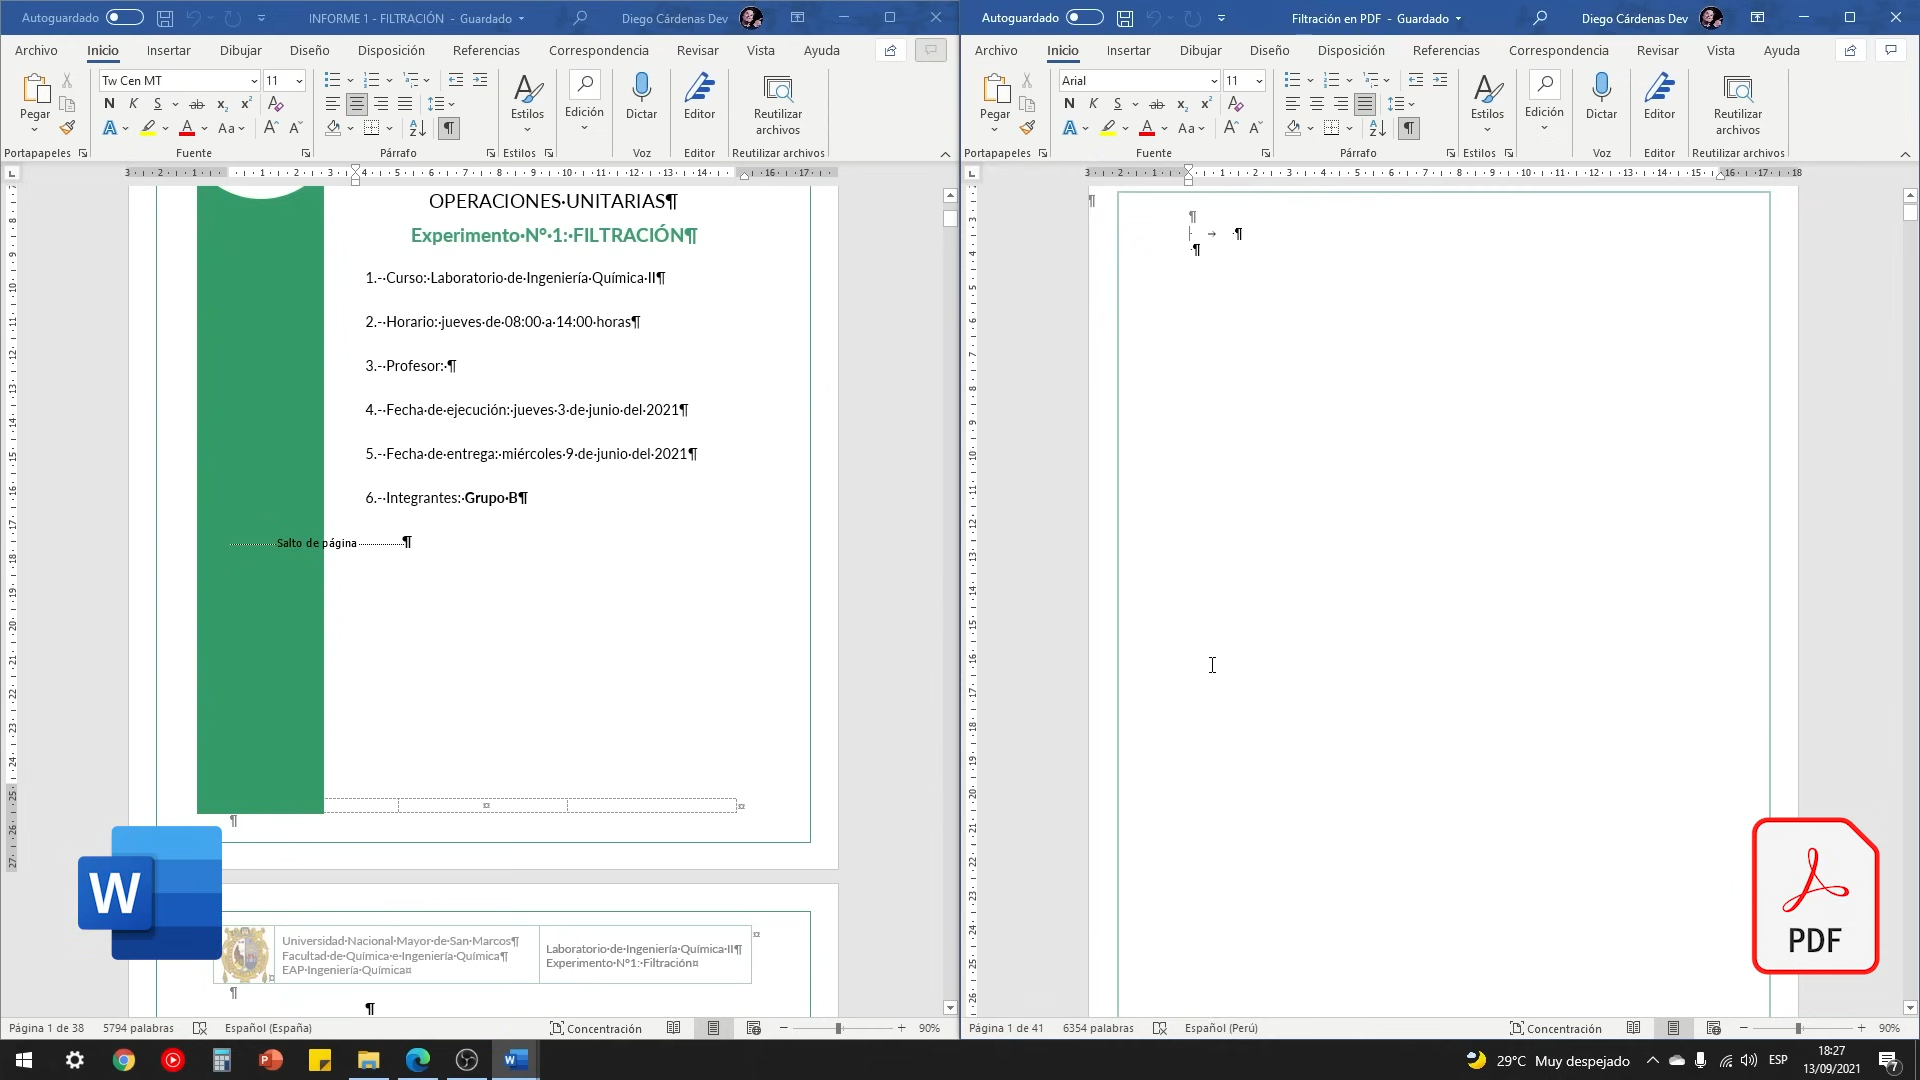 Autoguardado
INFORME 1 - FILTRACIÓN - Guardado
Diego Cárdenas Dev
Archivo Inicio Insertar Dibujar Diseño Disposición Referencias Correspondencia Revisar Vista Ayuda
Tw Cen MT 11
N K S ab x₂ x²
A A Aa A A
Pegar
Estilos
Edición
Dictar
Editor
Reutilizar archivos
Portapapeles Fuente Párrafo Estilos Voz Editor Reutilizar archivos
OPERACIONES·UNITARIAS¶
Experimento·N°·1:·FILTRACIÓN¶
1.-·Curso:·Laboratorio·de·Ingeniería·Química·II¶
2.-·Horario:·jueves·de·08:00·a·14:00·horas¶
3.-·Profesor:·¶
4.-·Fecha·de·ejecución:·jueves·3·de·junio·del·2021¶
5.-·Fecha·de·entrega:·miércoles·9·de·junio·del·2021¶
6.-·Integrantes:·Grupo·B¶
Salto de página ¶
¤ ¤
¶
W
Universidad·Nacional·Mayor·de·San·Marcos¶
Facultad·de·Química·e·Ingeniería·Química¶
EAP·Ingeniería·Química¤
Laboratorio·de·Ingeniería·Química·II¶
Experimento·N°1:·Filtración¤
¶
¶
Página 1 de 38 5794 palabras Español (España) Concentración 90%
Autoguardado
Filtración en PDF - Guardado
Diego Cárdenas Dev
Archivo Inicio Insertar Dibujar Diseño Disposición Referencias Correspondencia Revisar Vista Ayuda
Arial 11
N K S ab x₂ x²
A A Aa A A
Pegar
Estilos
Edición
Dictar
Editor
Reutilizar archivos
Portapapeles Fuente Párrafo Estilos Voz Editor Reutilizar archivos
¶
¶
· → ·¶
·¶
PDF
Página 1 de 41 6354 palabras Español (Perú) Concentración 90%
29°C Muy despejado
ESP
18:27
13/09/2021
7